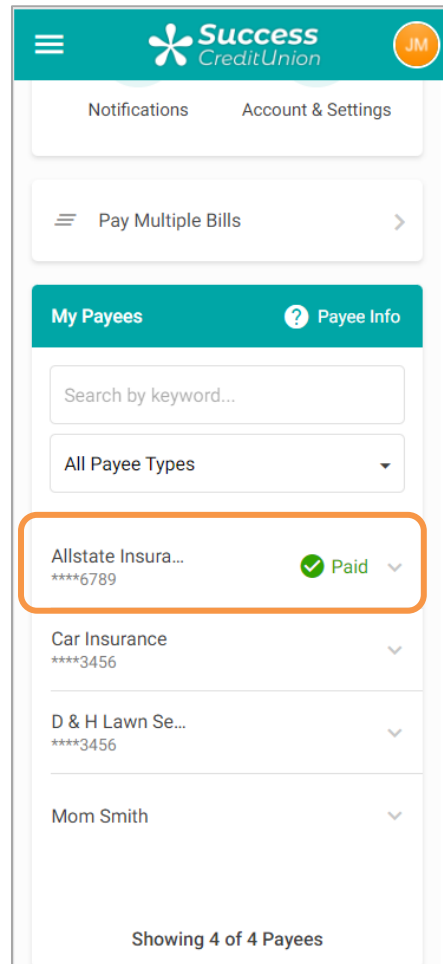 Success
CreditUnion
JM
Notifications Account & Settings
Pay Multiple Bills
My Payees Payee Info
Search by keyword...
All Payee Types
Allstate Insura... Paid
****6789
Car Insurance
****3456
D & H Lawn Se...
****3456
Mom Smith
Showing 4 of 4 Payees